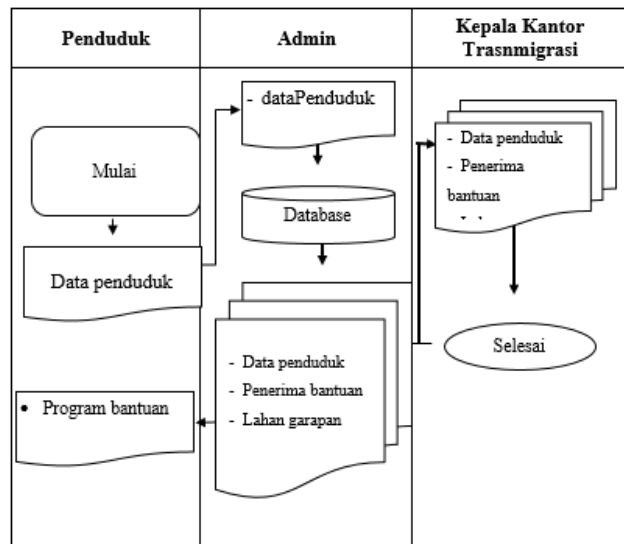 Penduduk
Admin
Kepala Kantor
Trasnmigrasi
Mulai
Data penduduk
- dataPenduduk
Database
- Data penduduk
- Penerima bantuan
- Lahan garapan
• Program bantuan
- Data penduduk
- Penerima
bantuan
Selesai